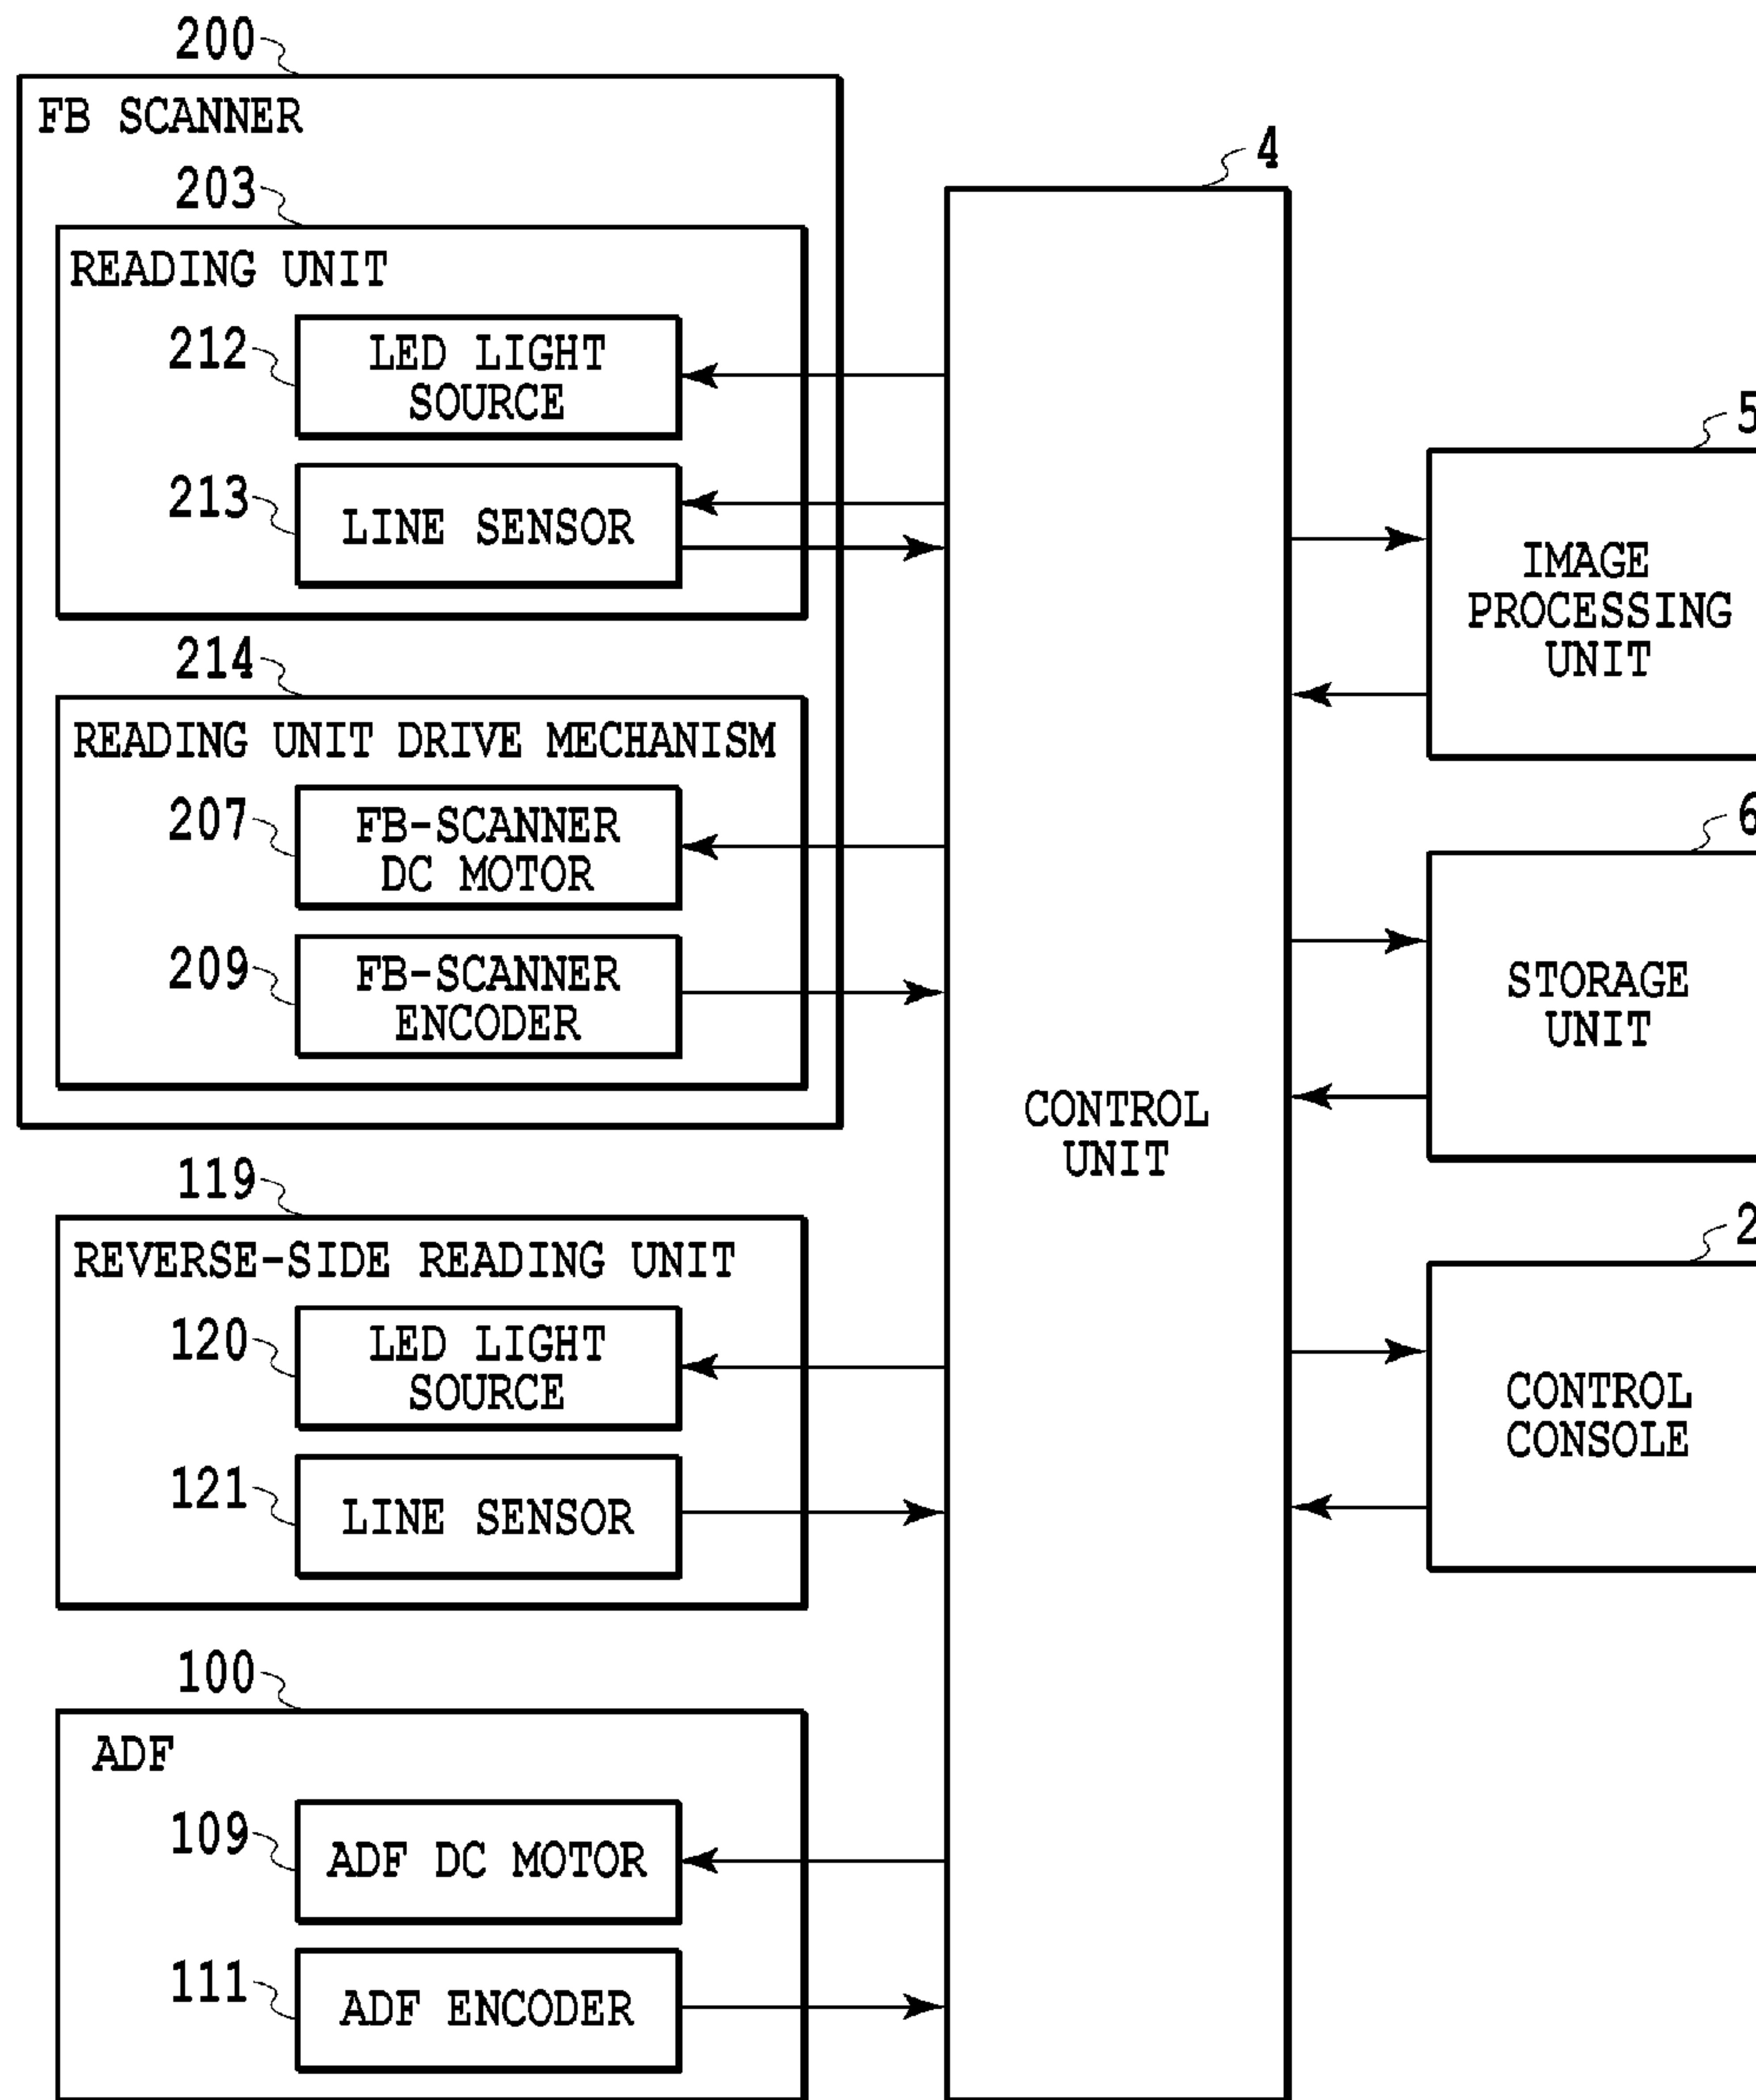 200
FB SCANNER
203
READING UNIT
212
LED LIGHT
SOURCE
213
LINE SENSOR
214
READING UNIT DRIVE MECHANISM
207
FB-SCANNER
DC MOTOR
209
FB-SCANNER
ENCODER
119
REVERSE-SIDE READING UNIT
120
LED LIGHT
SOURCE
121
LINE SENSOR
100
ADF
109
ADF DC MOTOR
111
ADF ENCODER
4
CONTROL
UNIT
5
IMAGE
PROCESSING
UNIT
6
STORAGE
UNIT
2
CONTROL
CONSOLE